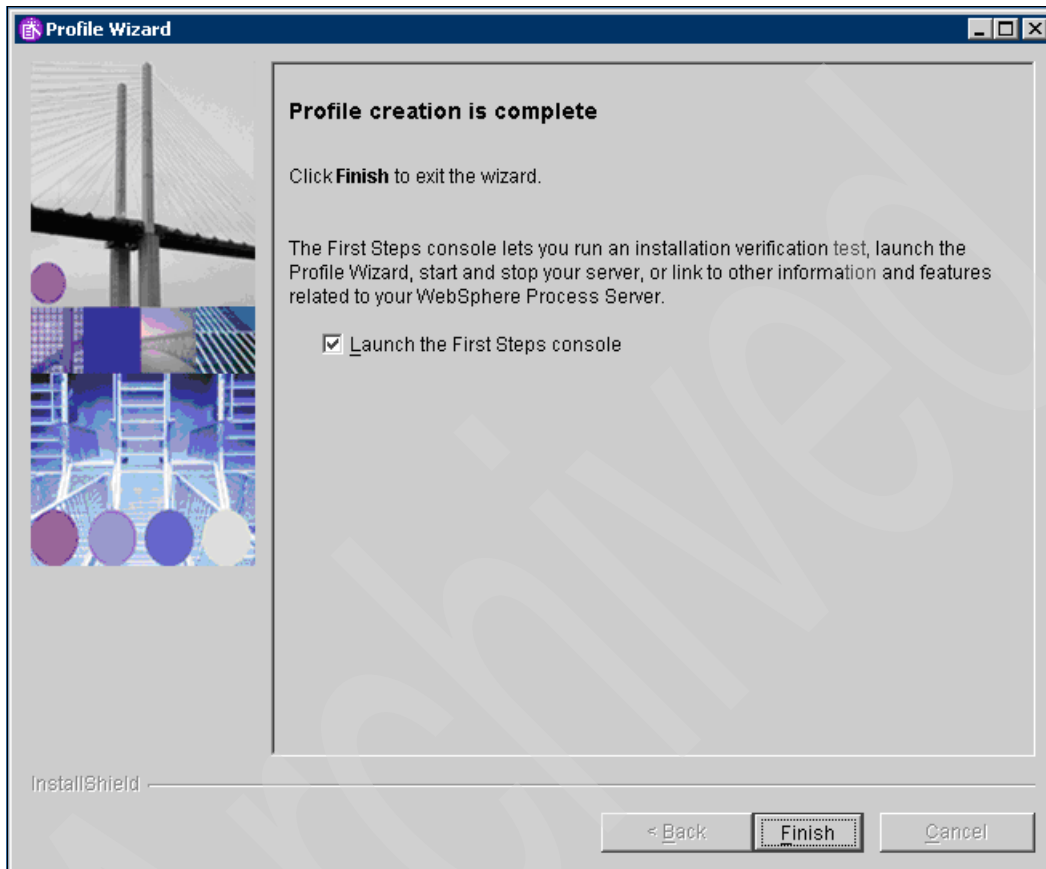 Profile Wizard
Profile creation is complete
Click Finish to exit the wizard.
The First Steps console lets you run an installation verification test, launch the
Profile Wizard, start and stop your server, or link to other information and features
related to your WebSphere Process Server.
Launch the First Steps console
InstallShield
< Back
Finish
Cancel
Archived